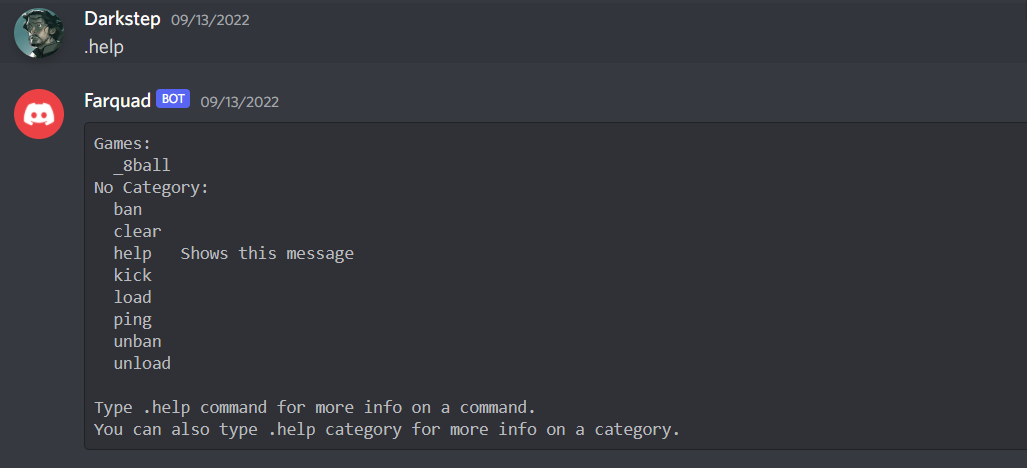 Darkstep 09/13/2022
.help
Farquad BOT 09/13/2022
Games:
  _8ball
No Category:
  ban
  clear
  help   Shows this message
  kick
  load
  ping
  unban
  unload

Type .help command for more info on a command.
You can also type .help category for more info on a category.